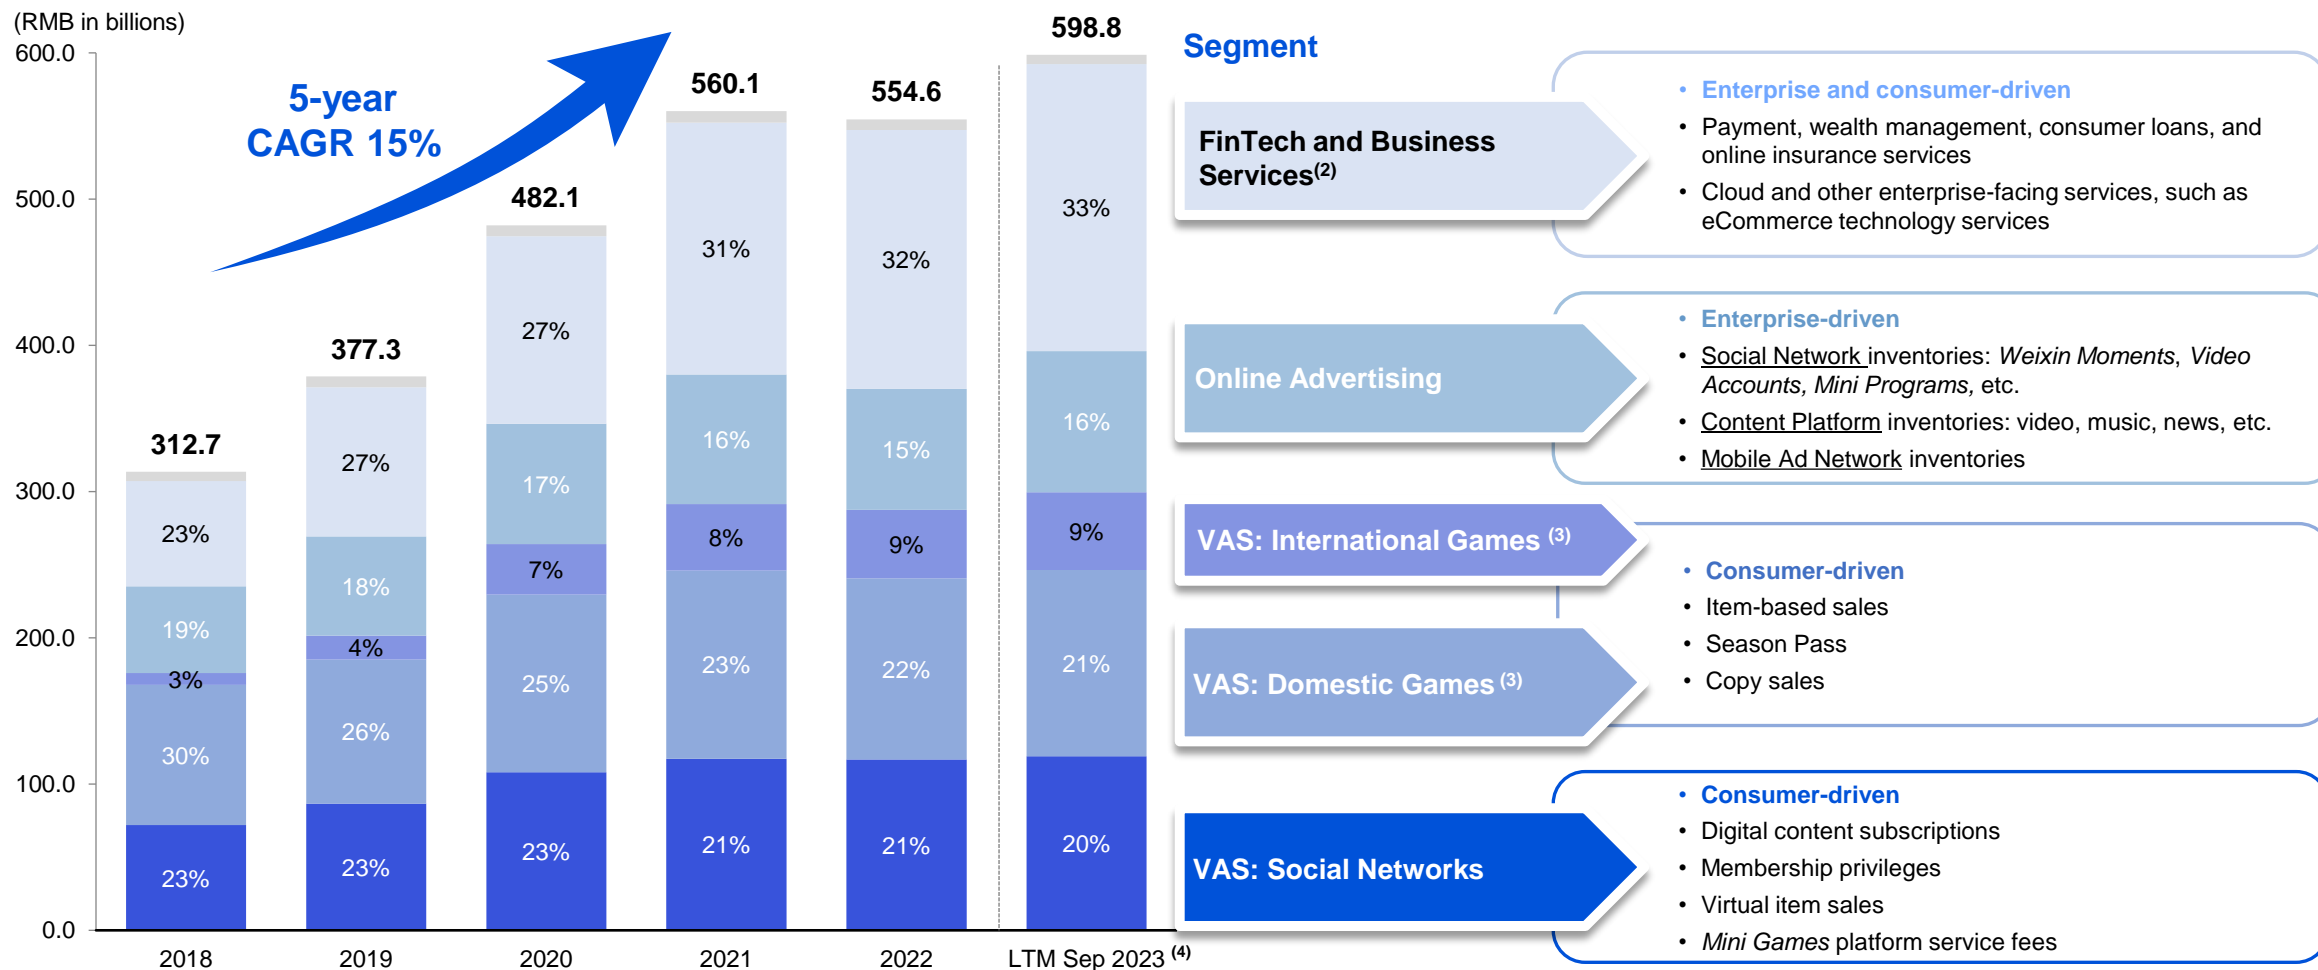 (RMB in billions)
600.0
500.0
400.0
300.0
200.0
100.0
0.0
5-year
CAGR 15%
312.7
23%
19%
3%
30%
23%
2018
377.3
27%
18%
4%
26%
23%
2019
482.1
27%
17%
7%
25%
23%
2020
560.1
31%
16%
8%
23%
21%
2021
554.6
32%
15%
9%
22%
21%
2022
598.8
33%
16%
9%
21%
20%
LTM Sep 2023 (4)
Segment
FinTech and Business
Services(2)
• Enterprise and consumer-driven
• Payment, wealth management, consumer loans, and
online insurance services
• Cloud and other enterprise-facing services, such as
eCommerce technology services
Online Advertising
• Enterprise-driven
• Social Network inventories: Weixin Moments, Video
Accounts, Mini Programs, etc.
• Content Platform inventories: video, music, news, etc.
• Mobile Ad Network inventories
VAS: International Games (3)
VAS: Domestic Games (3)
• Consumer-driven
• Item-based sales
• Season Pass
• Copy sales
VAS: Social Networks
• Consumer-driven
• Digital content subscriptions
• Membership privileges
• Virtual item sales
• Mini Games platform service fees